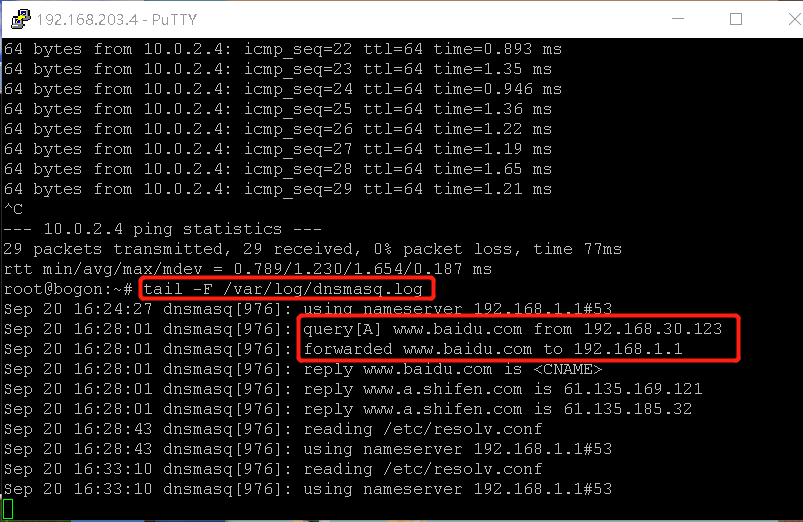 192.168.203.4 - PuTTY
64 bytes from 10.0.2.4: icmp_seq=22 ttl=64 time=0.893 ms
64 bytes from 10.0.2.4: icmp_seq=23 ttl=64 time=1.35 ms
64 bytes from 10.0.2.4: icmp_seq=24 ttl=64 time=0.946 ms
64 bytes from 10.0.2.4: icmp_seq=25 ttl=64 time=1.36 ms
64 bytes from 10.0.2.4: icmp_seq=26 ttl=64 time=1.22 ms
64 bytes from 10.0.2.4: icmp_seq=27 ttl=64 time=1.19 ms
64 bytes from 10.0.2.4: icmp_seq=28 ttl=64 time=1.65 ms
64 bytes from 10.0.2.4: icmp_seq=29 ttl=64 time=1.21 ms
^C
--- 10.0.2.4 ping statistics ---
29 packets transmitted, 29 received, 0% packet loss, time 77ms
rtt min/avg/max/mdev = 0.789/1.230/1.654/0.187 ms
root@bogon:~# tail -F /var/log/dnsmasq.log
Sep 20 16:24:27 dnsmasq[976]: using nameserver 192.168.1.1#53
Sep 20 16:28:01 dnsmasq[976]: query[A] www.baidu.com from 192.168.30.123
Sep 20 16:28:01 dnsmasq[976]: forwarded www.baidu.com to 192.168.1.1
Sep 20 16:28:01 dnsmasq[976]: reply www.baidu.com is <CNAME>
Sep 20 16:28:01 dnsmasq[976]: reply www.a.shifen.com is 61.135.169.121
Sep 20 16:28:01 dnsmasq[976]: reply www.a.shifen.com is 61.135.185.32
Sep 20 16:28:43 dnsmasq[976]: reading /etc/resolv.conf
Sep 20 16:28:43 dnsmasq[976]: using nameserver 192.168.1.1#53
Sep 20 16:33:10 dnsmasq[976]: reading /etc/resolv.conf
Sep 20 16:33:10 dnsmasq[976]: using nameserver 192.168.1.1#53